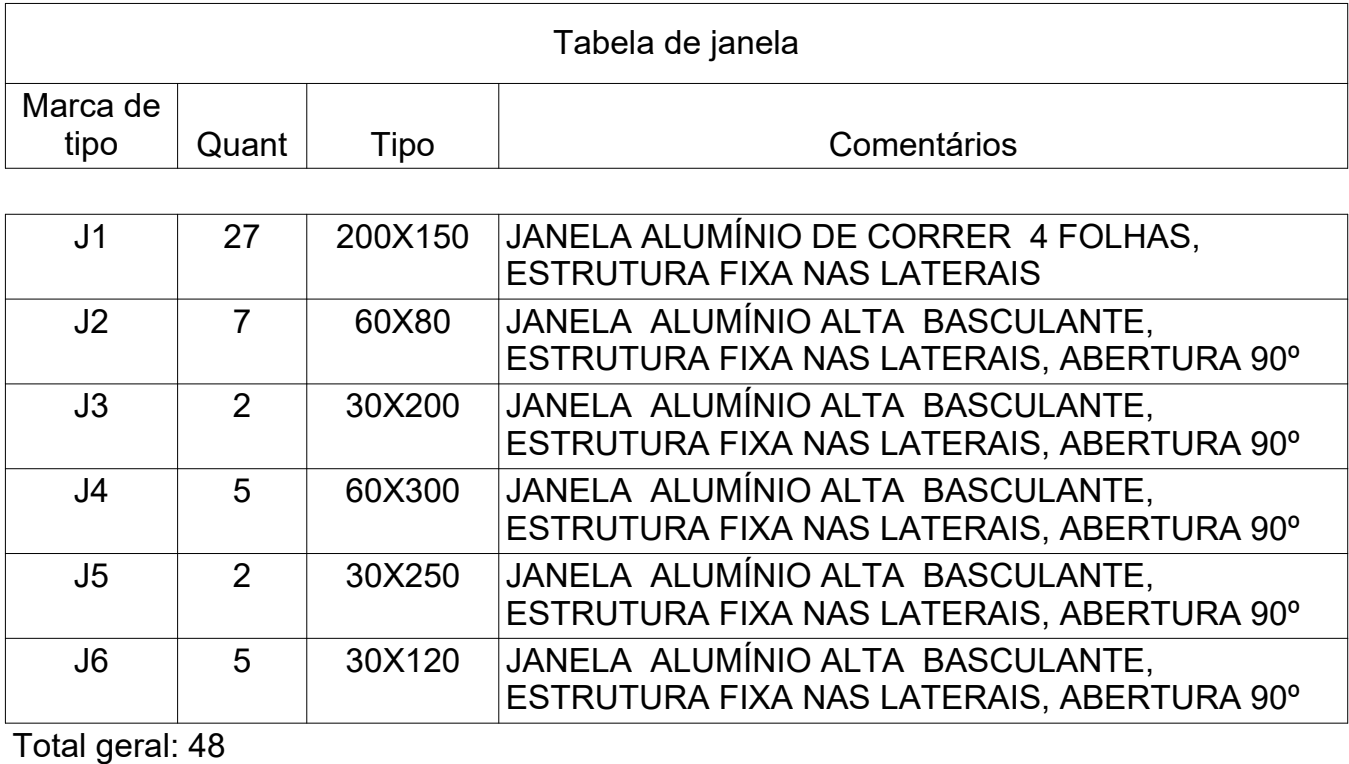 Tabela de janela
Marca de
tipo Quant Tipo Comentários
J1 27 200X150 JANELA ALUMÍNIO DE CORRER  4 FOLHAS,
ESTRUTURA FIXA NAS LATERAIS
J2 7 60X80 JANELA  ALUMÍNIO ALTA  BASCULANTE,
ESTRUTURA FIXA NAS LATERAIS, ABERTURA 90º
J3 2 30X200 JANELA  ALUMÍNIO ALTA  BASCULANTE,
ESTRUTURA FIXA NAS LATERAIS, ABERTURA 90º
J4 5 60X300 JANELA  ALUMÍNIO ALTA  BASCULANTE,
ESTRUTURA FIXA NAS LATERAIS, ABERTURA 90º
J5 2 30X250 JANELA  ALUMÍNIO ALTA  BASCULANTE,
ESTRUTURA FIXA NAS LATERAIS, ABERTURA 90º
J6 5 30X120 JANELA  ALUMÍNIO ALTA  BASCULANTE,
ESTRUTURA FIXA NAS LATERAIS, ABERTURA 90º
Total geral: 48